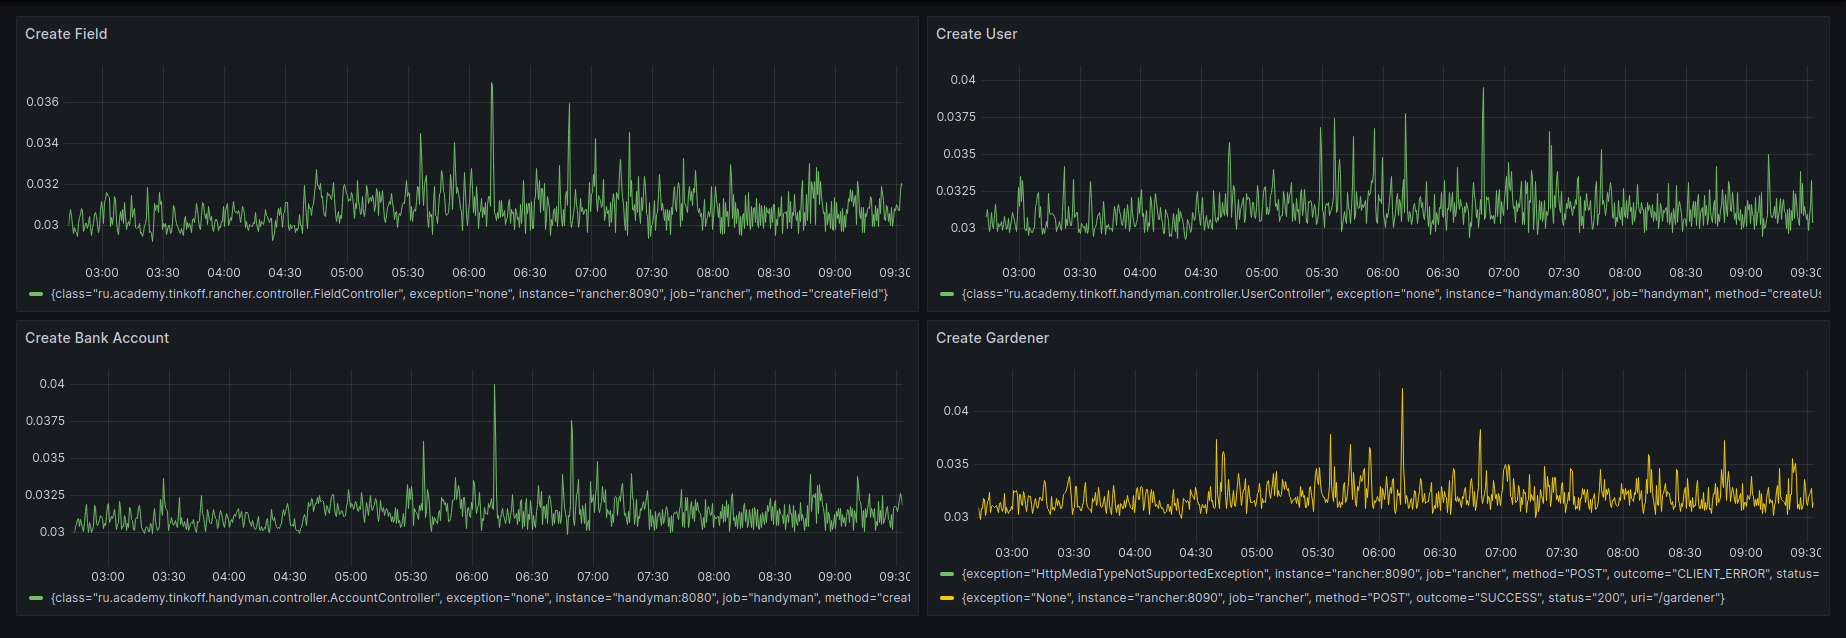 Create Field
0.036
0.034
0.032
0.03
03:00 03:30 04:00 04:30 05:00 05:30 06:00 06:30 07:00 07:30 08:00 08:30 09:00 09:30
{class="ru.academy.tinkoff.rancher.controller.FieldController", exception="none", instance="rancher:8090", job="rancher", method="createField"}
Create User
0.04
0.0375
0.035
0.0325
0.03
03:00 03:30 04:00 04:30 05:00 05:30 06:00 06:30 07:00 07:30 08:00 08:30 09:00 09:30
{class="ru.academy.tinkoff.handyman.controller.UserController", exception="none", instance="handyman:8080", job="handyman", method="createUs
Create Bank Account
0.04
0.0375
0.035
0.0325
0.03
03:00 03:30 04:00 04:30 05:00 05:30 06:00 06:30 07:00 07:30 08:00 08:30 09:00 09:30
{class="ru.academy.tinkoff.handyman.controller.AccountController", exception="none", instance="handyman:8080", job="handyman", method="creat
Create Gardener
0.04
0.035
0.03
03:00 03:30 04:00 04:30 05:00 05:30 06:00 06:30 07:00 07:30 08:00 08:30 09:00 09:30
{exception="HttpMediaTypeNotSupportedException", instance="rancher:8090", job="rancher", method="POST", outcome="CLIENT_ERROR", status=
{exception="None", instance="rancher:8090", job="rancher", method="POST", outcome="SUCCESS", status="200", uri="/gardener"}